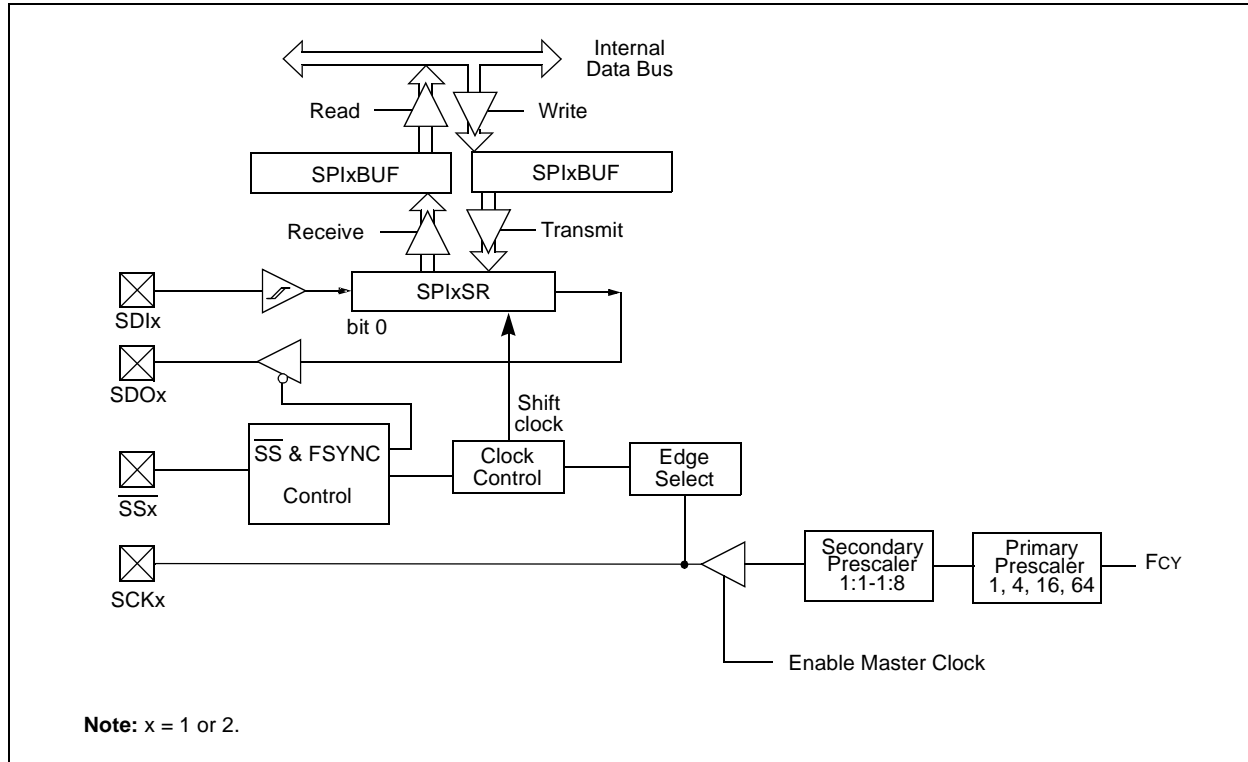 Internal
Data Bus
Read
Write
SPIxBUF
SPIxBUF
Receive
Transmit
SPIxSR
SDIx
bit 0
SDOx
Shift
clock
SS & FSYNC
Control
Clock
Control
Edge
Select
SSx
Secondary
Prescaler
1:1-1:8
Primary
Prescaler
1, 4, 16, 64
FCY
SCKx
Enable Master Clock
Note: x = 1 or 2.